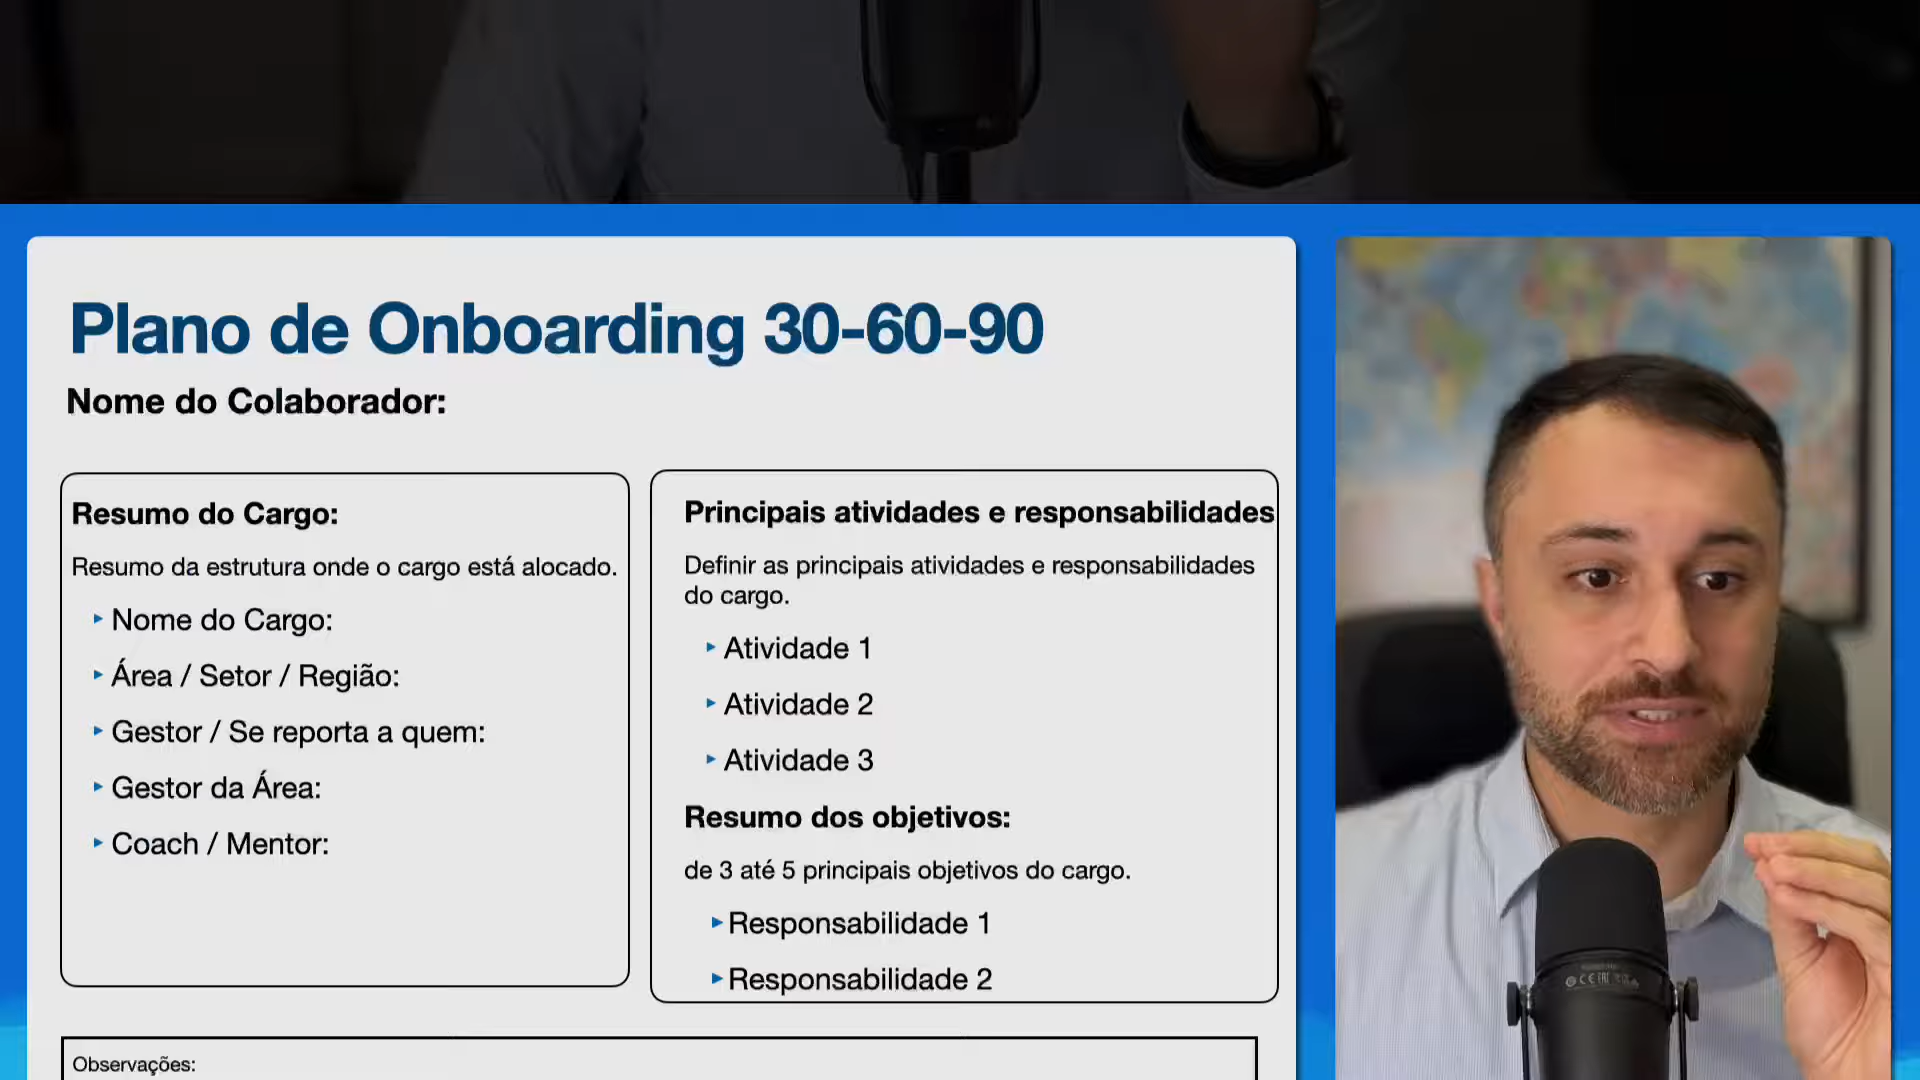 Plano de Onboarding 30-60-90
Nome do Colaborador:
Resumo do Cargo:
Resumo da estrutura onde o cargo está alocado.
Nome do Cargo:
Área / Setor / Região:
Gestor / Se reporta a quem:
Gestor da Área:
Coach / Mentor:
Principais atividades e responsabilidades
Definir as principais atividades e responsabilidades
do cargo.
Atividade 1
Atividade 2
Atividade 3
Resumo dos objetivos:
de 3 até 5 principais objetivos do cargo.
Responsabilidade 1
Responsabilidade 2
Observações: